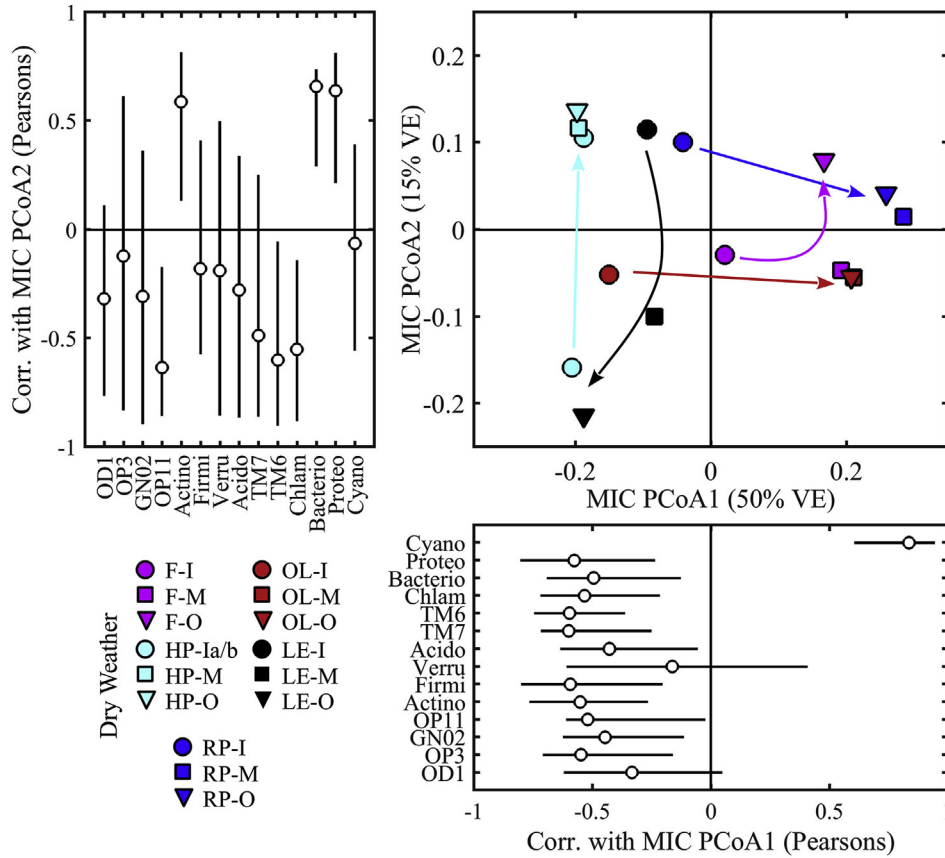 Corr. with MIC PCoA2 (Pearsons)
1
0.5
0
-0.5
-1
OD1
OP3
GN02
OP11
Actino
Firmi
Verru
Acido
TM7
TM6
Chlam
Bacterio
Proteo
Cyano
MIC PCoA2 (15% VE)
0.2
0.1
0
-0.1
-0.2
-0.2
0
0.2
MIC PCoA1 (50% VE)
Dry Weather
F-I
F-M
F-O
HP-Ia/b
HP-M
HP-O
OL-I
OL-M
OL-O
LE-I
LE-M
LE-O
RP-I
RP-M
RP-O
Cyano
Proteo
Bacterio
Chlam
TM6
TM7
Acido
Verru
Firmi
Actino
OP11
GN02
OP3
OD1
-1
-0.5
0
0.5
Corr. with MIC PCoA1 (Pearsons)